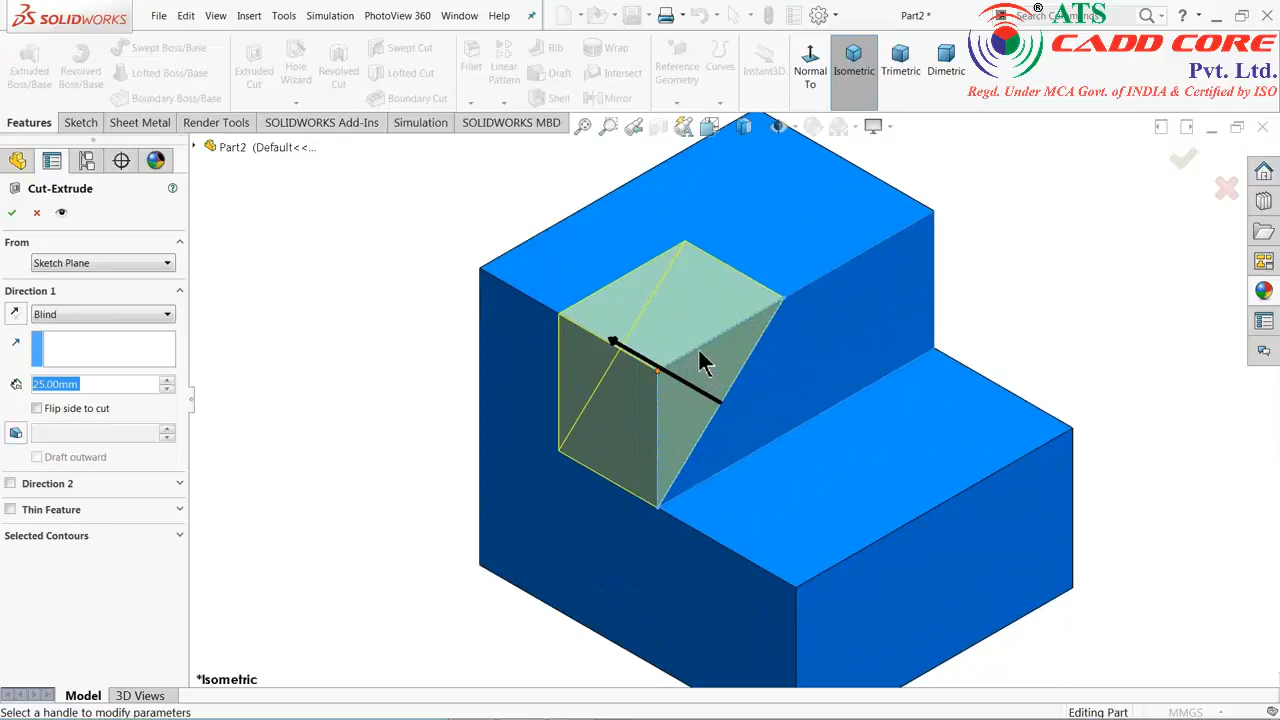 SOLIDWORKS File Edit View Insert Tools Simulation PhotoView 360 Window Help Part2 * Search Commands ?
ATS
CADD CORE
Pvt. Ltd.
Regd. Under MCA Govt. of INDIA & Certified by ISO
Extruded Boss/Base
Revolved Boss/Base
Swept Boss/Base
Lofted Boss/Base
Boundary Boss/Base
Extruded Cut
Hole Wizard
Revolved Cut
Swept Cut
Lofted Cut
Boundary Cut
Fillet
Linear Pattern
Rib
Draft
Shell
Wrap
Intersect
Mirror
Reference Geometry
Curves
Instant3D
Normal To
Isometric
Trimetric
Dimetric
Features Sketch Sheet Metal Render Tools SOLIDWORKS Add-Ins Simulation SOLIDWORKS MBD
Part2 (Default<<...
Cut-Extrude
From
Sketch Plane
Direction 1
Blind
25.00mm
Flip side to cut
Draft outward
Direction 2
Thin Feature
Selected Contours
*Isometric
Model 3D Views
Select a handle to modify parameters Editing Part MMGS